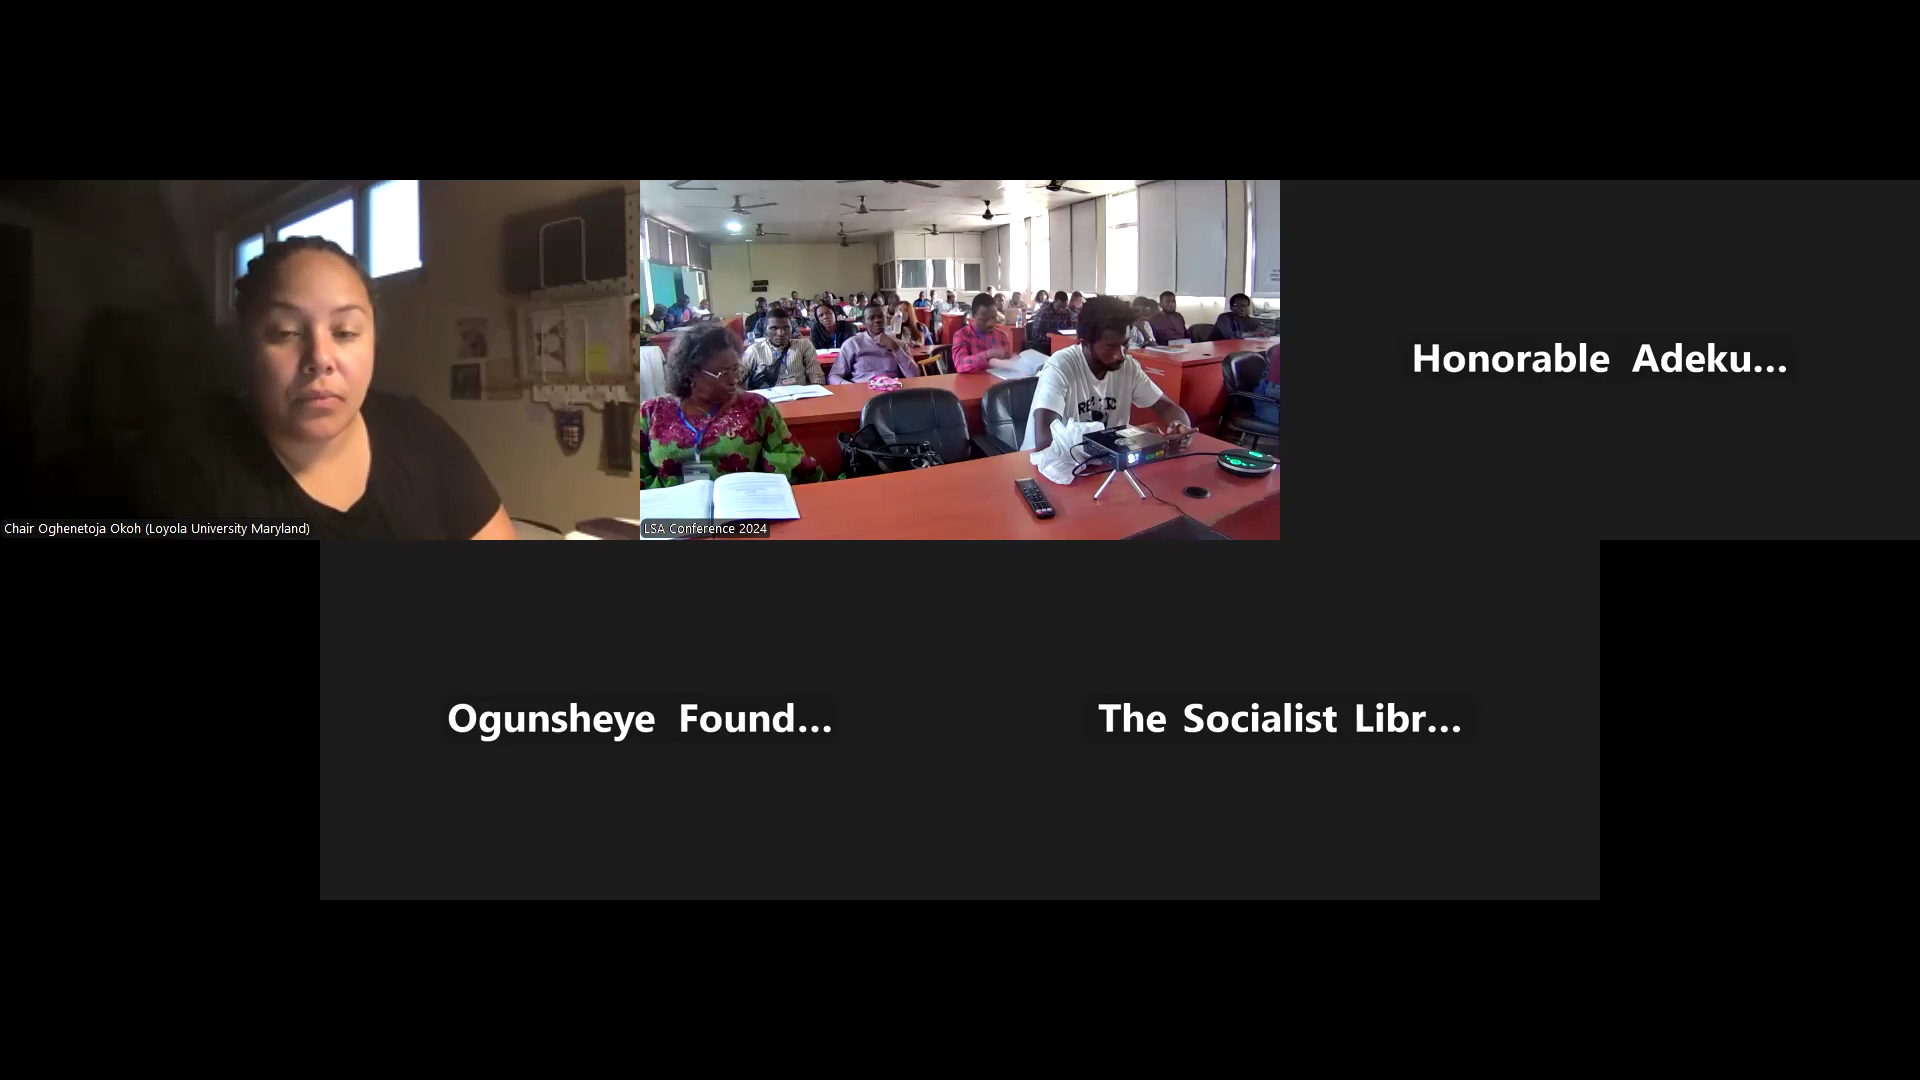 Chair Oghenetoja Okoh (Loyola University Maryland)
LSA Conference 2024
Honorable Adeku...
Ogunsheye Found...
The Socialist Libr...